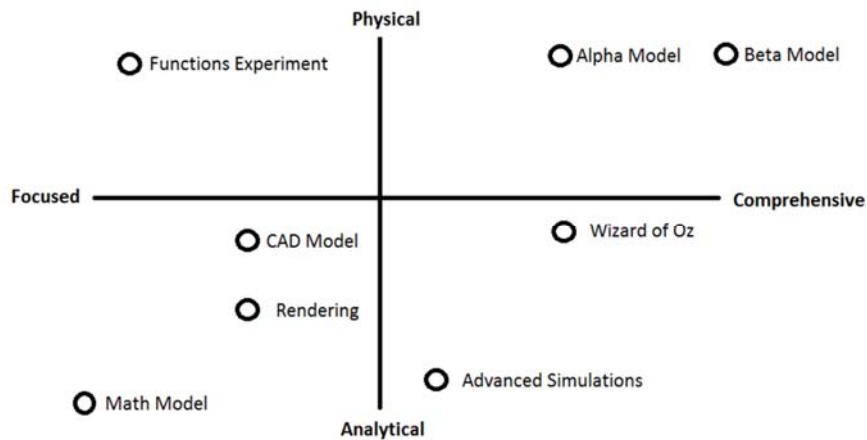 Physical
Functions Experiment
Alpha Model
Beta Model
Focused
Comprehensive
CAD Model
Wizard of Oz
Rendering
Advanced Simulations
Math Model
Analytical